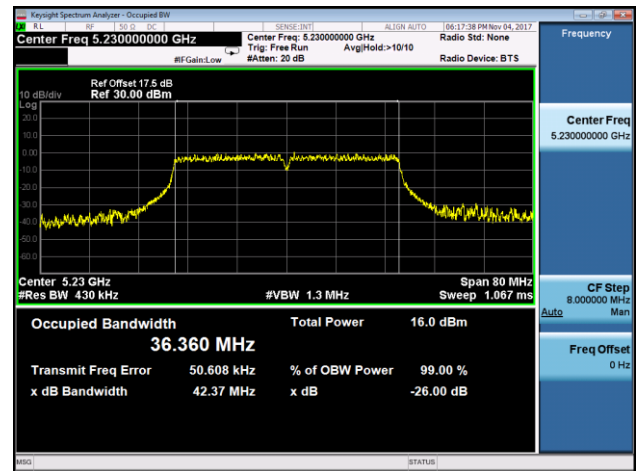 Keysight Spectrum Analyzer - Occupied BW
RL RF 50 Ω DC SENSE:INT ALIGN AUTO 06:17:38 PM Nov 04, 2017
Center Freq 5.230000000 GHz Center Freq: 5.230000000 GHz Radio Std: None
Trig: Free Run Avg|Hold:>10/10
#IFGain:Low #Atten: 20 dB Radio Device: BTS
Ref Offset 17.5 dB
10 dB/div Ref 30.00 dBm
Log
20.0
10.0
0.00
-10.0
-20.0
-30.0
-40.0
-50.0
-60.0
Center 5.23 GHz Span 80 MHz
#Res BW 430 kHz #VBW 1.3 MHz Sweep 1.067 ms
Occupied Bandwidth Total Power 16.0 dBm
36.360 MHz
Transmit Freq Error 50.608 kHz % of OBW Power 99.00 %
x dB Bandwidth 42.37 MHz x dB -26.00 dB
MSG STATUS
Frequency
Center Freq
5.230000000 GHz
CF Step
8.000000 MHz
Auto Man
Freq Offset
0 Hz